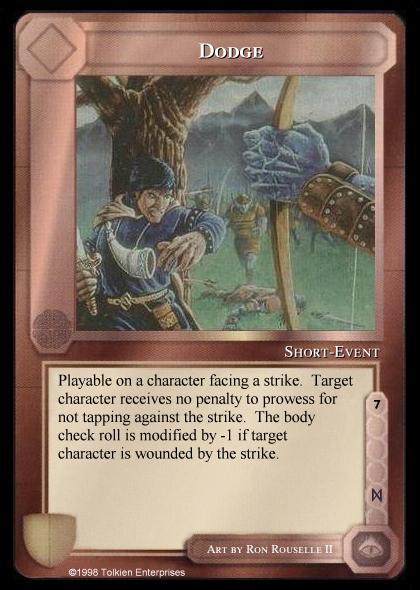 Dodge
Short-Event
Playable on a character facing a strike. Target
character receives no penalty to prowess for
not tapping against the strike. The body
check roll is modified by -1 if target
character is wounded by the strike.
7
Art by Ron Rouselle II
©1998 Tolkien Enterprises